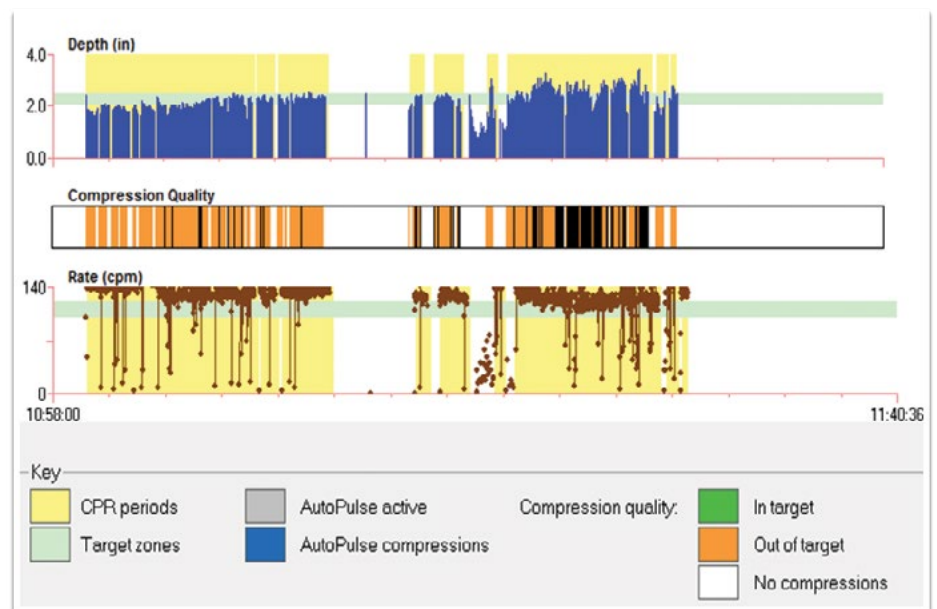 Depth (in)
4.0
2.0
0.0
Compression Quality
Rate (cpm)
140
0
10:58:00 11:40:36
Key
CPR periods AutoPulse active Compression quality: In target
Target zones AutoPulse compressions Out of target
No compressions